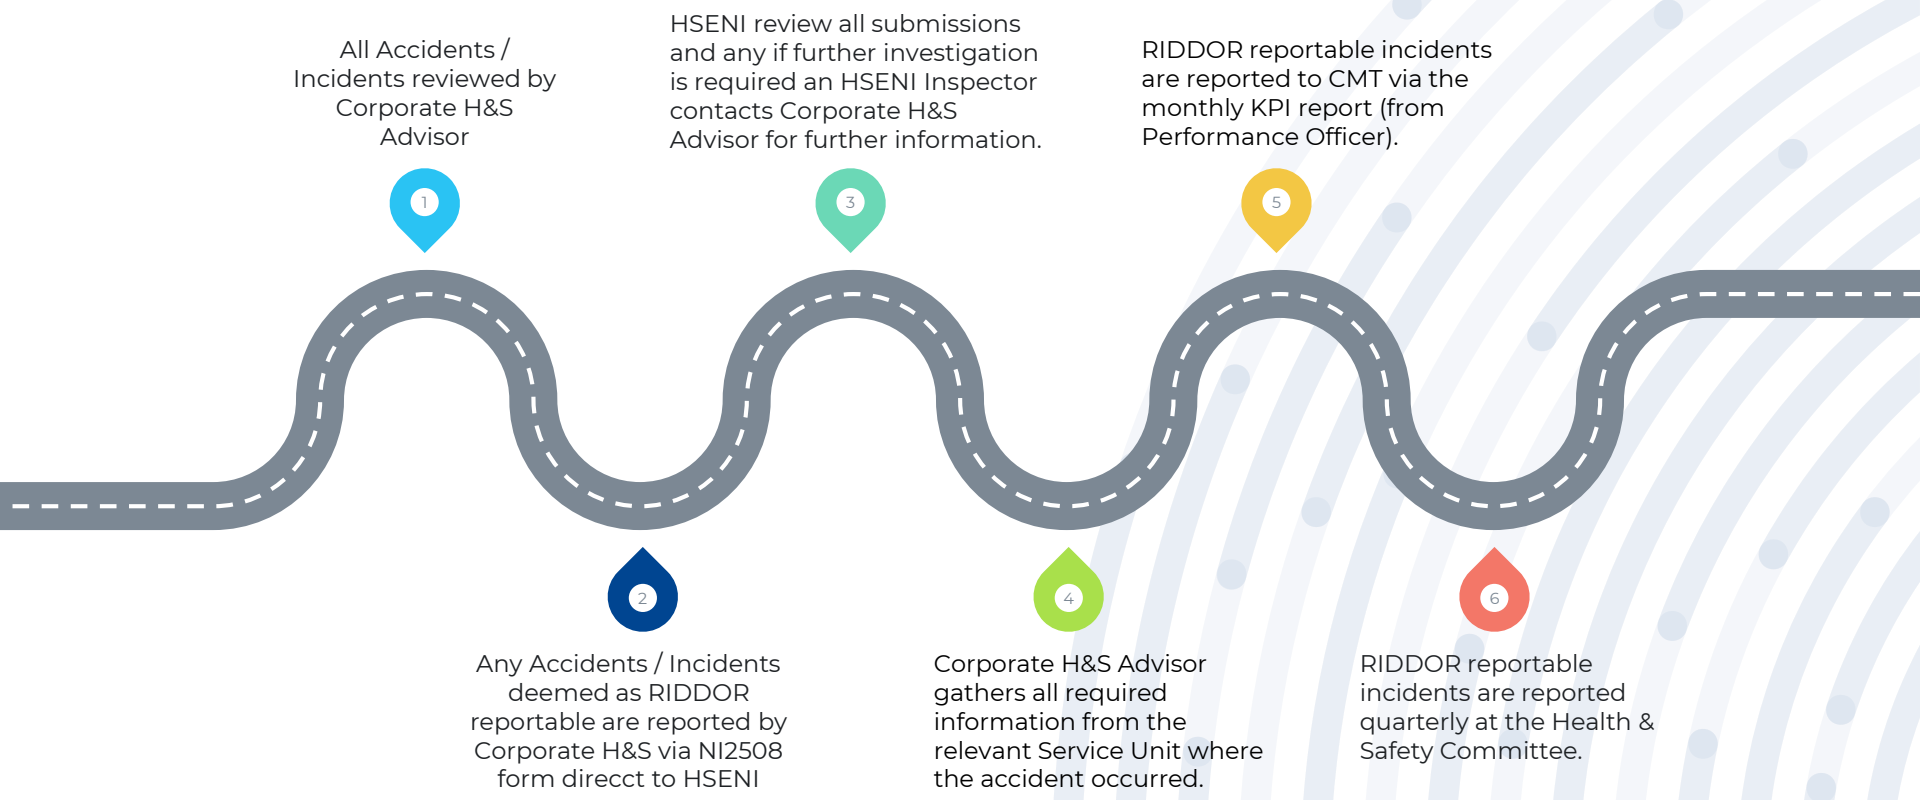 All Accidents /
Incidents reviewed by
Corporate H&S
Advisor
1
Any Accidents / Incidents
deemed as RIDDOR
reportable are reported by
Corporate H&S via NI2508
form direcct to HSENI
2
HSENI review all submissions
and any if further investigation
is required an HSENI Inspector
contacts Corporate H&S
Advisor for further information.
3
Corporate H&S Advisor
gathers all required
information from the
relevant Service Unit where
the accident occurred.
4
RIDDOR reportable incidents
are reported to CMT via the
monthly KPI report (from
Performance Officer).
5
RIDDOR reportable
incidents are reported
quarterly at the Health &
Safety Committee.
6